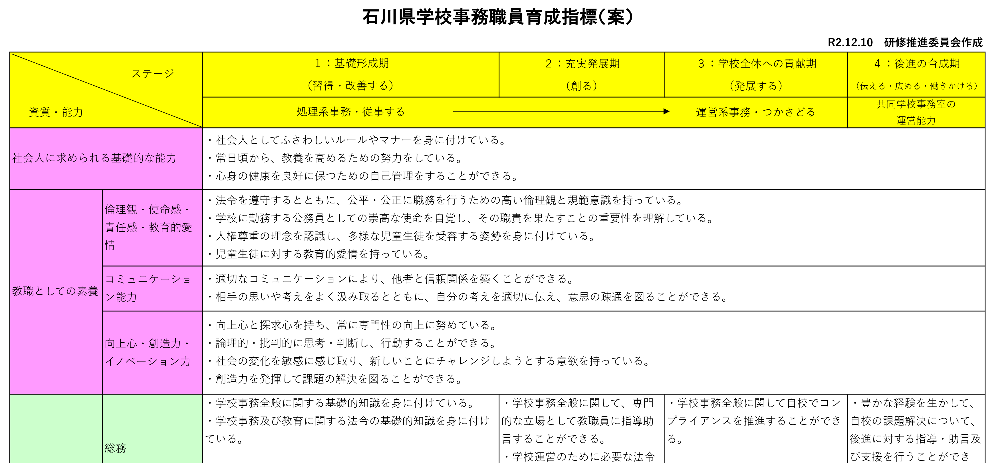 石川県学校事務職員育成指標（案）
R2.12.10　研修推進委員会作成
ステージ
資質・能力
1：基礎形成期
（習得・改善する）
2：充実発展期
（創る）
3：学校全体への貢献期
（発展する）
4：後進の育成期
（伝える・広める・働きかける）
処理系事務・従事する
運営系事務・つかさどる
共同学校事務室の
運営能力
社会人に求められる基礎的な能力
・社会人としてふさわしいルールやマナーを身に付けている。
・常日頃から、教養を高めるための努力をしている。
・心身の健康を良好に保つための自己管理をすることができる。
教職としての素養
倫理観・使命感・
責任感・教育的愛
情
・法令を遵守するとともに、公平・公正に職務を行うための高い倫理観と規範意識を持っている。
・学校に勤務する公務員としての崇高な使命を自覚し、その職責を果たすことの重要性を理解している。
・人権尊重の理念を認識し、多様な児童生徒を受容する姿勢を身に付けている。
・児童生徒に対する教育的愛情を持っている。
コミュニケーショ
ン能力
・適切なコミュニケーションにより、他者と信頼関係を築くことができる。
・相手の思いや考えをよく汲み取るとともに、自分の考えを適切に伝え、意思の疎通を図ることができる。
向上心・創造力・
イノベーション力
・向上心と探求心を持ち、常に専門性の向上に努めている。
・論理的・批判的に思考・判断し、行動することができる。
・社会の変化を敏感に感じ取り、新しいことにチャレンジしようとする意欲を持っている。
・創造力を発揮して課題の解決を図ることができる。
総務
・学校事務全般に関する基礎的知識を身に付けている。
・学校事務及び教育に関する法令の基礎的知識を身に付け
ている。
・学校事務全般に関して、専門
的な立場として教職員に指導助
言することができる。
・学校運営のために必要な法令
・学校事務全般に関して自校でコン
プライアンスを推進することができ
る。
・豊かな経験を生かして、
自校の課題解決について、
後進に対する指導・助言及
び支援を行うことができ